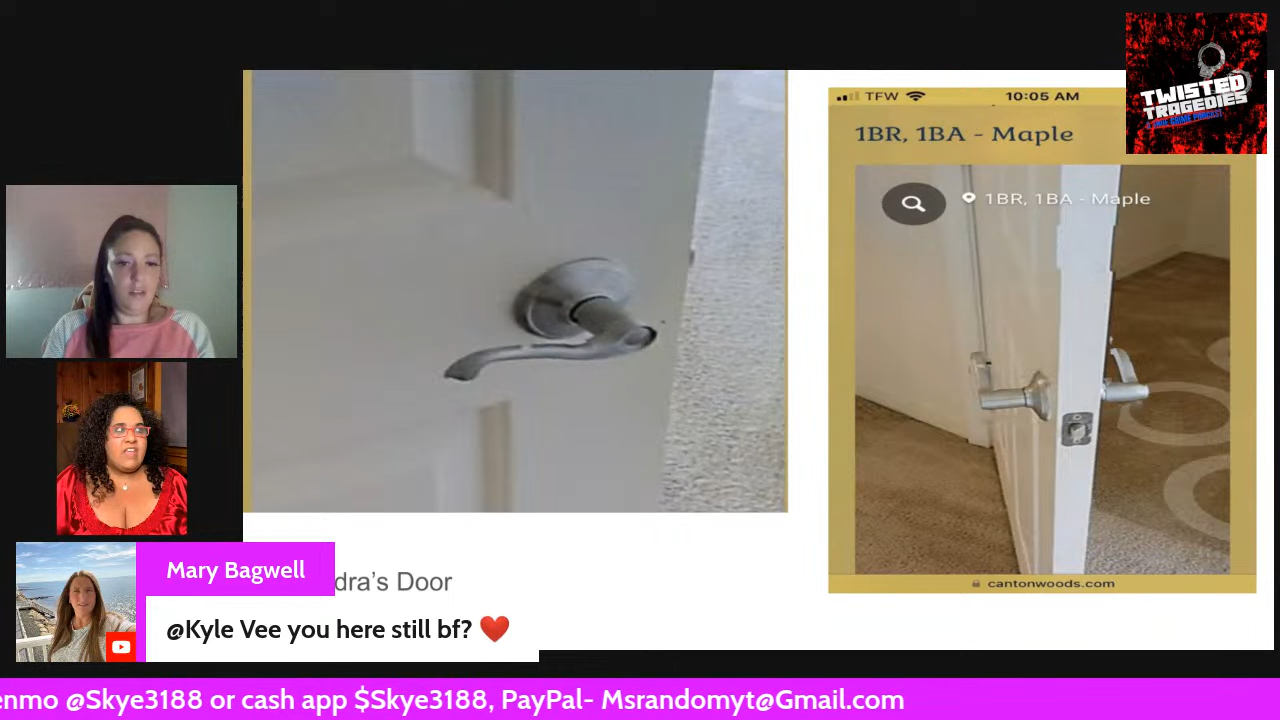 TWISTED
TRAGEDIES
TFW 10:05 AM
1BR, 1BA - Maple
1BR, 1BA - Maple
cantonwoods.com
dra's Door
Mary Bagwell
@Kyle Vee you here still bf? ❤️
enmo @Skye3188 or cash app $Skye3188, PayPal- Msrandomyt@Gmail.com